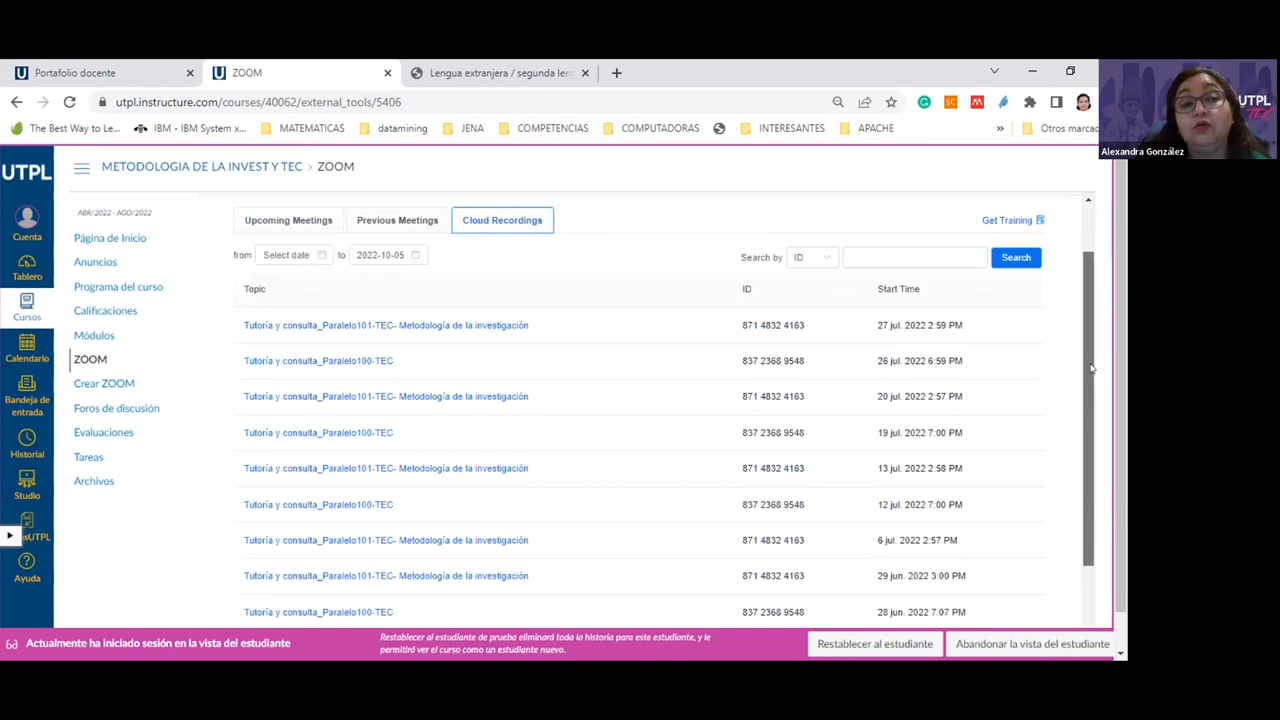 Portafolio docente
ZOOM
Lengua extranjera / segunda leng
utpl.instructure.com/courses/40062/external_tools/5406
The Best Way to Le...
IBM - IBM System x...
MATEMATICAS
datamining
JENA
COMPETENCIAS
COMPUTADORAS
INTERESANTES
APACHE
»
Otros marcad
UTPL
TEC
Alexandra González
UTPL
METODOLOGIA DE LA INVEST Y TEC > ZOOM
Cuenta
Tablero
Cursos
Calendario
Bandeja de
entrada
Historial
Studio
sUTPL
Ayuda
ABR/2022 - AGO/2022
Página de Inicio
Anuncios
Programa del curso
Calificaciones
Módulos
ZOOM
Crear ZOOM
Foros de discusión
Evaluaciones
Tareas
Archivos
Upcoming Meetings Previous Meetings Cloud Recordings Get Training
from Select date to 2022-10-05 Search by ID Search
Topic ID Start Time
Tutoría y consulta_Paralelo101-TEC- Metodología de la investigación 871 4832 4163 27 jul. 2022 2:59 PM
Tutoría y consulta_Paralelo100-TEC 837 2368 9548 26 jul. 2022 6:59 PM
Tutoría y consulta_Paralelo101-TEC- Metodología de la investigación 871 4832 4163 20 jul. 2022 2:57 PM
Tutoría y consulta_Paralelo100-TEC 837 2368 9548 19 jul. 2022 7:00 PM
Tutoría y consulta_Paralelo101-TEC- Metodología de la investigación 871 4832 4163 13 jul. 2022 2:58 PM
Tutoría y consulta_Paralelo100-TEC 837 2368 9548 12 jul. 2022 7:00 PM
Tutoría y consulta_Paralelo101-TEC- Metodología de la investigación 871 4832 4163 6 jul. 2022 2:57 PM
Tutoría y consulta_Paralelo101-TEC- Metodología de la investigación 871 4832 4163 29 jun. 2022 3:00 PM
Tutoría y consulta_Paralelo100-TEC 837 2368 9548 28 jun. 2022 7:07 PM
Actualmente ha iniciado sesión en la vista del estudiante
Restablecer al estudiante de prueba eliminará toda la historia para este estudiante, y le
permitirá ver el curso como un estudiante nuevo.
Restablecer al estudiante
Abandonar la vista del estudiante